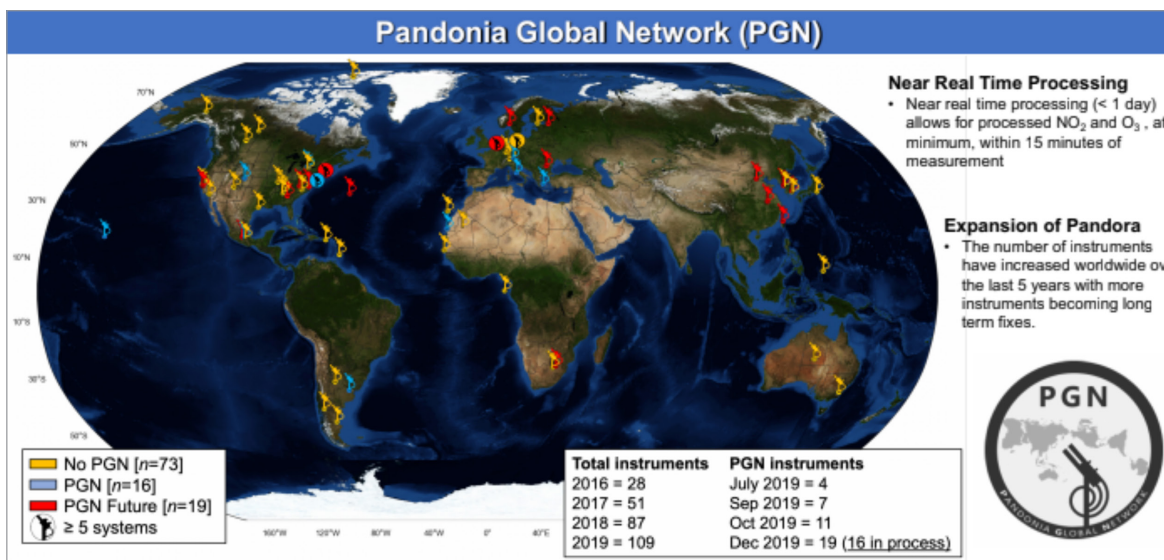 Pandonia Global Network (PGN)
Near Real Time Processing
• Near real time processing (< 1 day)
allows for processed NO₂ and O₃ , at
minimum, within 15 minutes of
measurement
Expansion of Pandora
• The number of instruments
have increased worldwide ov
the last 5 years with more
instruments becoming long
term fixes.
70°N
50°N
30°N
10°N
10°S
30°S
50°S
160°W
120°W
80°W
40°W
0°
40°E
No PGN [n=73]
PGN [n=16]
PGN Future [n=19]
≥ 5 systems
Total instruments
2016 = 28
2017 = 51
2018 = 87
2019 = 109
PGN instruments
July 2019 = 4
Sep 2019 = 7
Oct 2019 = 11
Dec 2019 = 19 (16 in process)
PGN
PANDONIA GLOBAL NETWORK